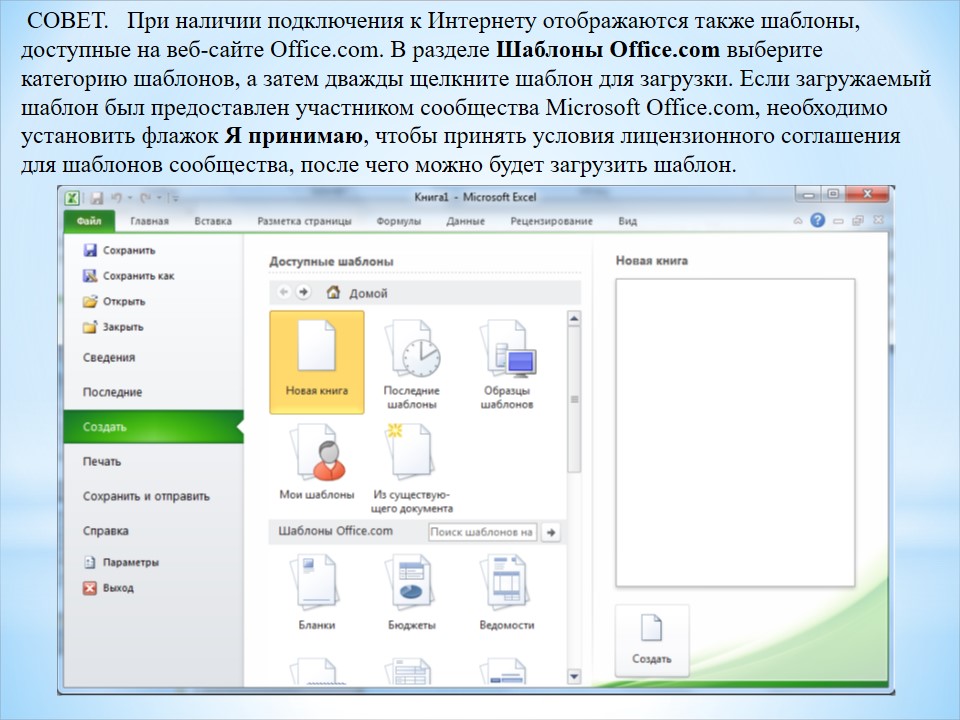 СОВЕТ. При наличии подключения к Интернету отображаются также шаблоны,
доступные на веб-сайте Office.com. В разделе Шаблоны Office.com выберите
категорию шаблонов, а затем дважды щелкните шаблон для загрузки. Если загружаемый
шаблон был предоставлен участником сообщества Microsoft Office.com, необходимо
установить флажок Я принимаю, чтобы принять условия лицензионного соглашения
для шаблонов сообщества, после чего можно будет загрузить шаблон.
Книга1 - Microsoft Excel
Файл Главная Вставка Разметка страницы Формулы Данные Рецензирование Вид
Сохранить
Сохранить как
Открыть
Закрыть
Сведения
Последние
Создать
Печать
Сохранить и отправить
Справка
Параметры
Выход
Доступные шаблоны
Домой
Новая книга
Последние
шаблоны
Образцы
шаблонов
Мои шаблоны
Из существую-
щего документа
Шаблоны Office.com
Поиск шаблонов на
Бланки
Бюджеты
Ведомости
Новая книга
Создать